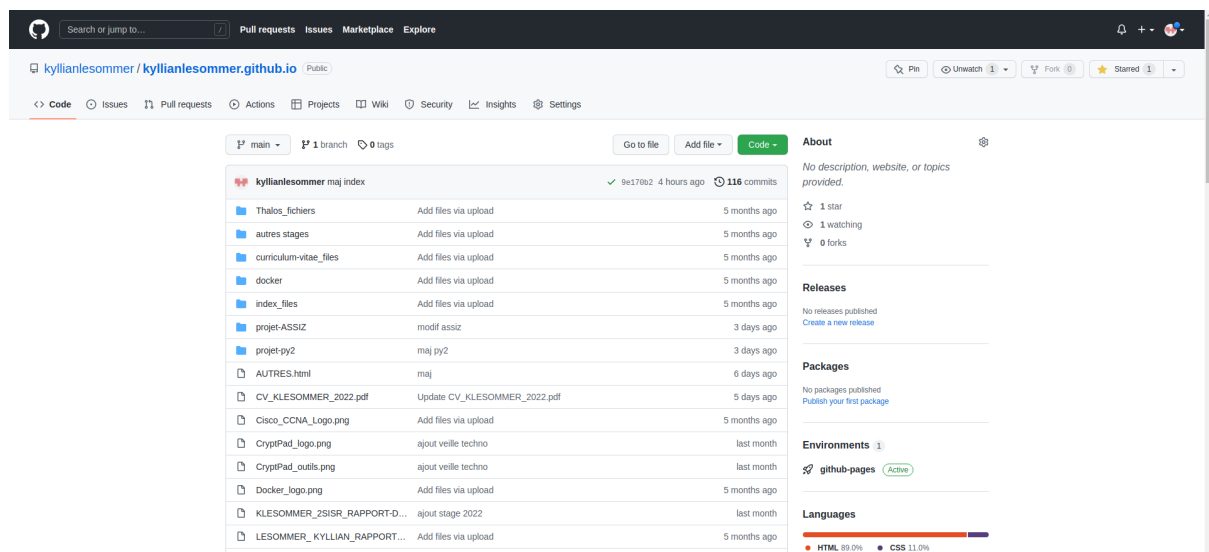 Search or jump to... / Pull requests Issues Marketplace Explore
kyllianlesommer / kyllianlesommer.github.io Public
Pin Unwatch 1 Fork 0 Starred 1
Code Issues Pull requests Actions Projects Wiki Security Insights Settings
main 1 branch 0 tags Go to file Add file Code
kyllianlesommer maj index 9e170b2 4 hours ago 116 commits
Thalos_fichiers Add files via upload 5 months ago
autres stages Add files via upload 5 months ago
curriculum-vitae_files Add files via upload 5 months ago
docker Add files via upload 5 months ago
index_files Add files via upload 5 months ago
projet-ASSIZ modif assiz 3 days ago
projet-py2 maj py2 3 days ago
AUTRES.html maj 6 days ago
CV_KLESOMMER_2022.pdf Update CV_KLESOMMER_2022.pdf 5 days ago
Cisco_CCNA_Logo.png Add files via upload 5 months ago
CryptPad_logo.png ajout veille techno last month
CryptPad_outils.png ajout veille techno last month
Docker_logo.png Add files via upload 5 months ago
KLESOMMER_2SISR_RAPPORT-D... ajout stage 2022 last month
LESOMMER_ KYLLIAN_RAPPORT... Add files via upload 5 months ago
About
No description, website, or topics
provided.
1 star
1 watching
0 forks
Releases
No releases published
Create a new release
Packages
No packages published
Publish your first package
Environments 1
github-pages Active
Languages
HTML 89.0% CSS 11.0%